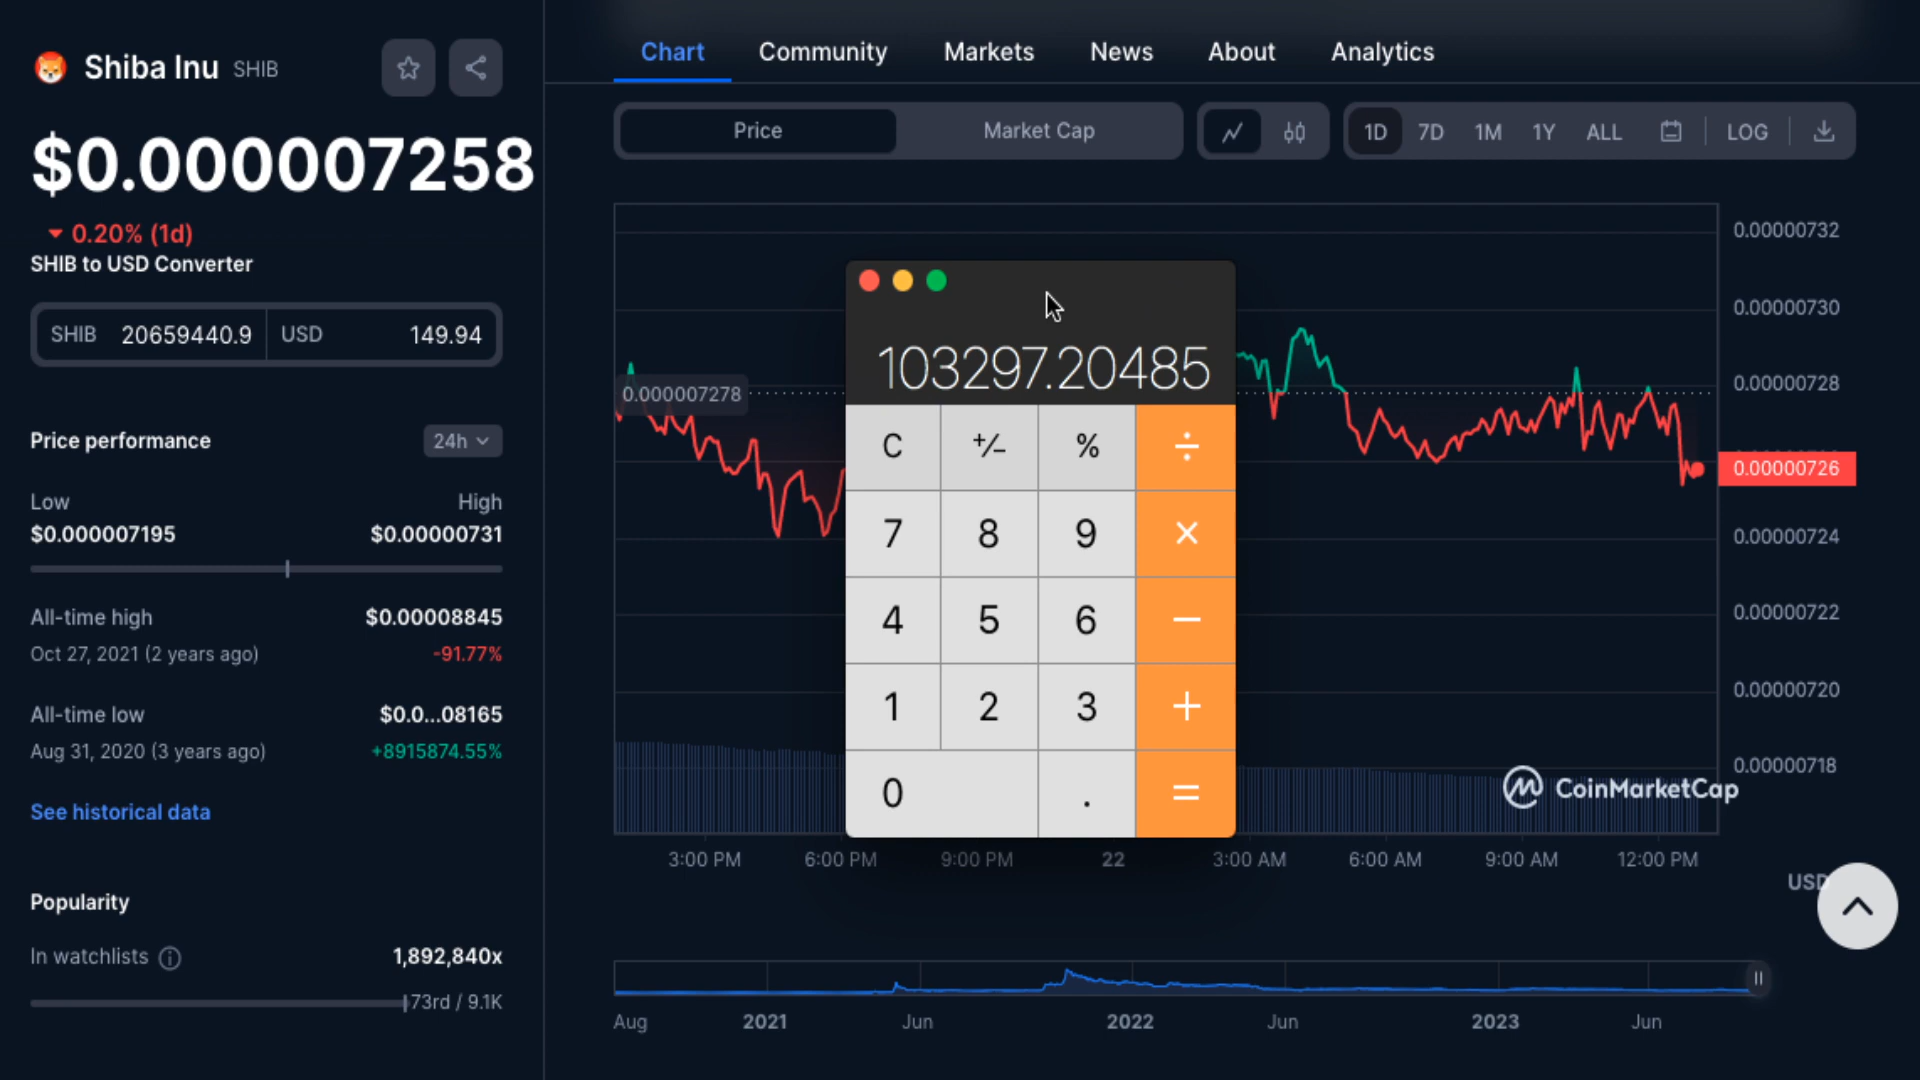 Shiba Inu SHIB
$0.000007258
0.20% (1d)
SHIB to USD Converter
SHIB 20659440.9 USD 149.94
Price performance
24h
Low High
$0.000007195 $0.00000731
All-time high $0.00008845
Oct 27, 2021 (2 years ago) -91.77%
All-time low $0.0...08165
Aug 31, 2020 (3 years ago) +8915874.55%
See historical data
Popularity
In watchlists 1,892,840x
73rd / 9.1K
Chart Community Markets News About Analytics
Price Market Cap 1D 7D 1M 1Y ALL LOG
0.000007278
0.00000732
0.00000730
0.00000728
0.00000726
0.00000724
0.00000722
0.00000720
0.00000718
103297.20485
C +/− % ÷
7 8 9 ×
4 5 6 −
1 2 3 +
0 . =
CoinMarketCap
3:00 PM 6:00 PM 9:00 PM 22 3:00 AM 6:00 AM 9:00 AM 12:00 PM
USD
Aug 2021 Jun 2022 Jun 2023 Jun